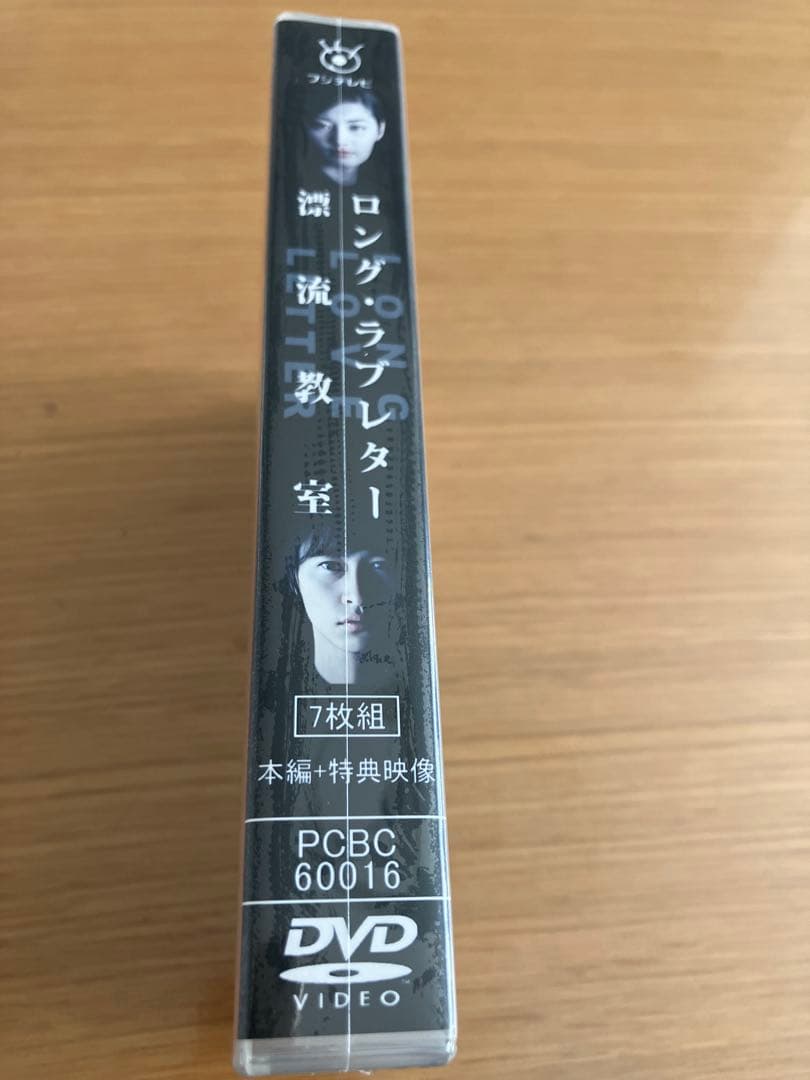 フジテレビ
ロング・ラブレター
漂流教室
LONG
LOVE
LETTER
7枚組
本編+特典映像
PCBC
60016
DVD
VIDEO